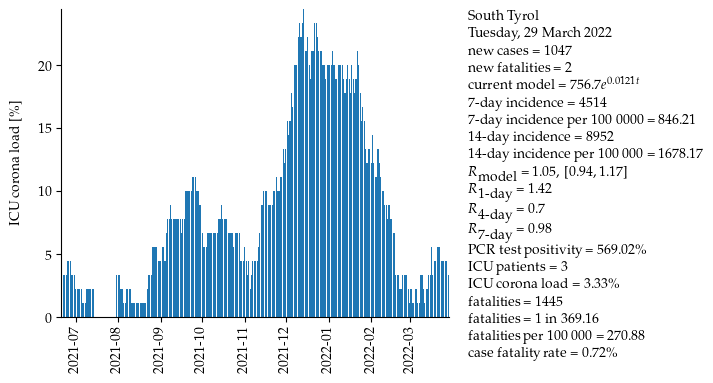 South Tyrol
Tuesday, 29 March 2022
new cases = 1047
new fatalities = 2
current model = 756.7e^0.0121t
7-day incidence = 4514
7-day incidence per 100 0000 = 846.21
14-day incidence = 8952
14-day incidence per 100 000 = 1678.17
R_model = 1.05, [0.94, 1.17]
R_1-day = 1.42
R_4-day = 0.7
R_7-day = 0.98
PCR test positivity = 569.02%
ICU patients = 3
ICU corona load = 3.33%
fatalities = 1445
fatalities = 1 in 369.16
fatalities per 100 000 = 270.88
case fatality rate = 0.72%
ICU corona load [%]
20
15
10
5
0
2021-07
2021-08
2021-09
2021-10
2021-11
2021-12
2022-01
2022-02
2022-03